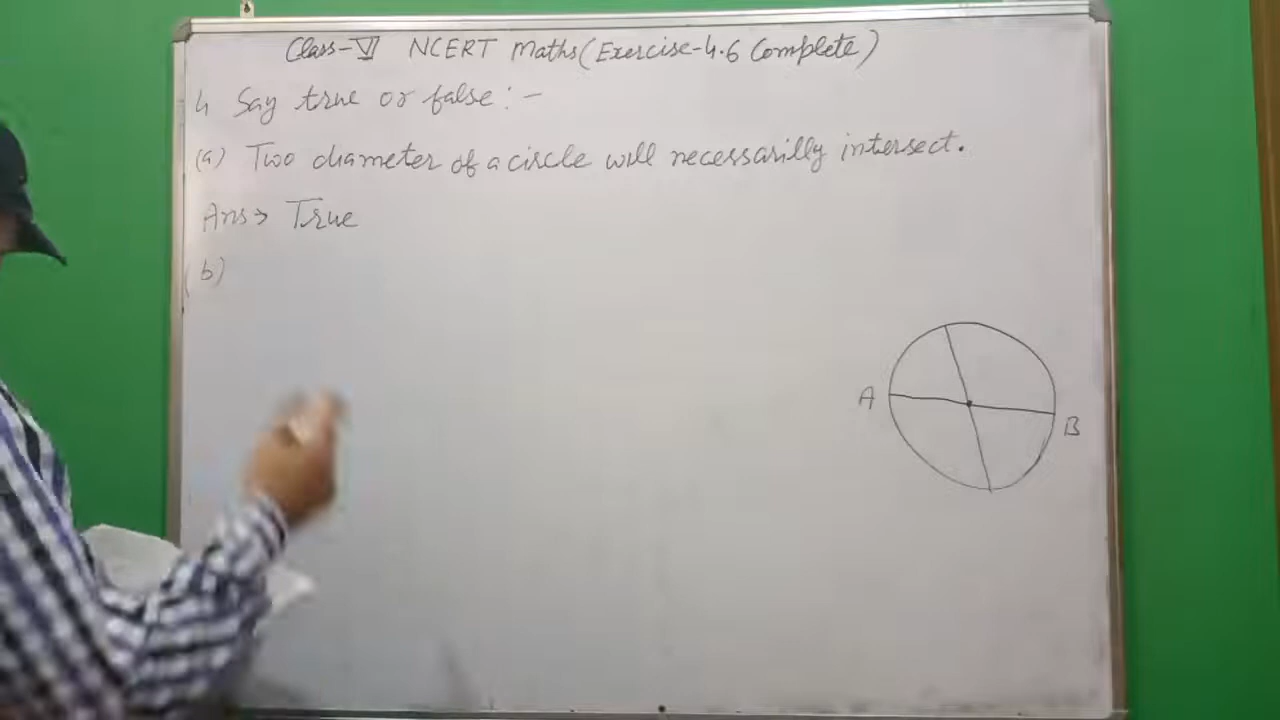 Class-VI NCERT Maths (Exercise-4.6 Complete)
4 Say true or false:-
(a) Two diameter of a circle will necessarilly intersect.
Ans> True
(b)
A
B